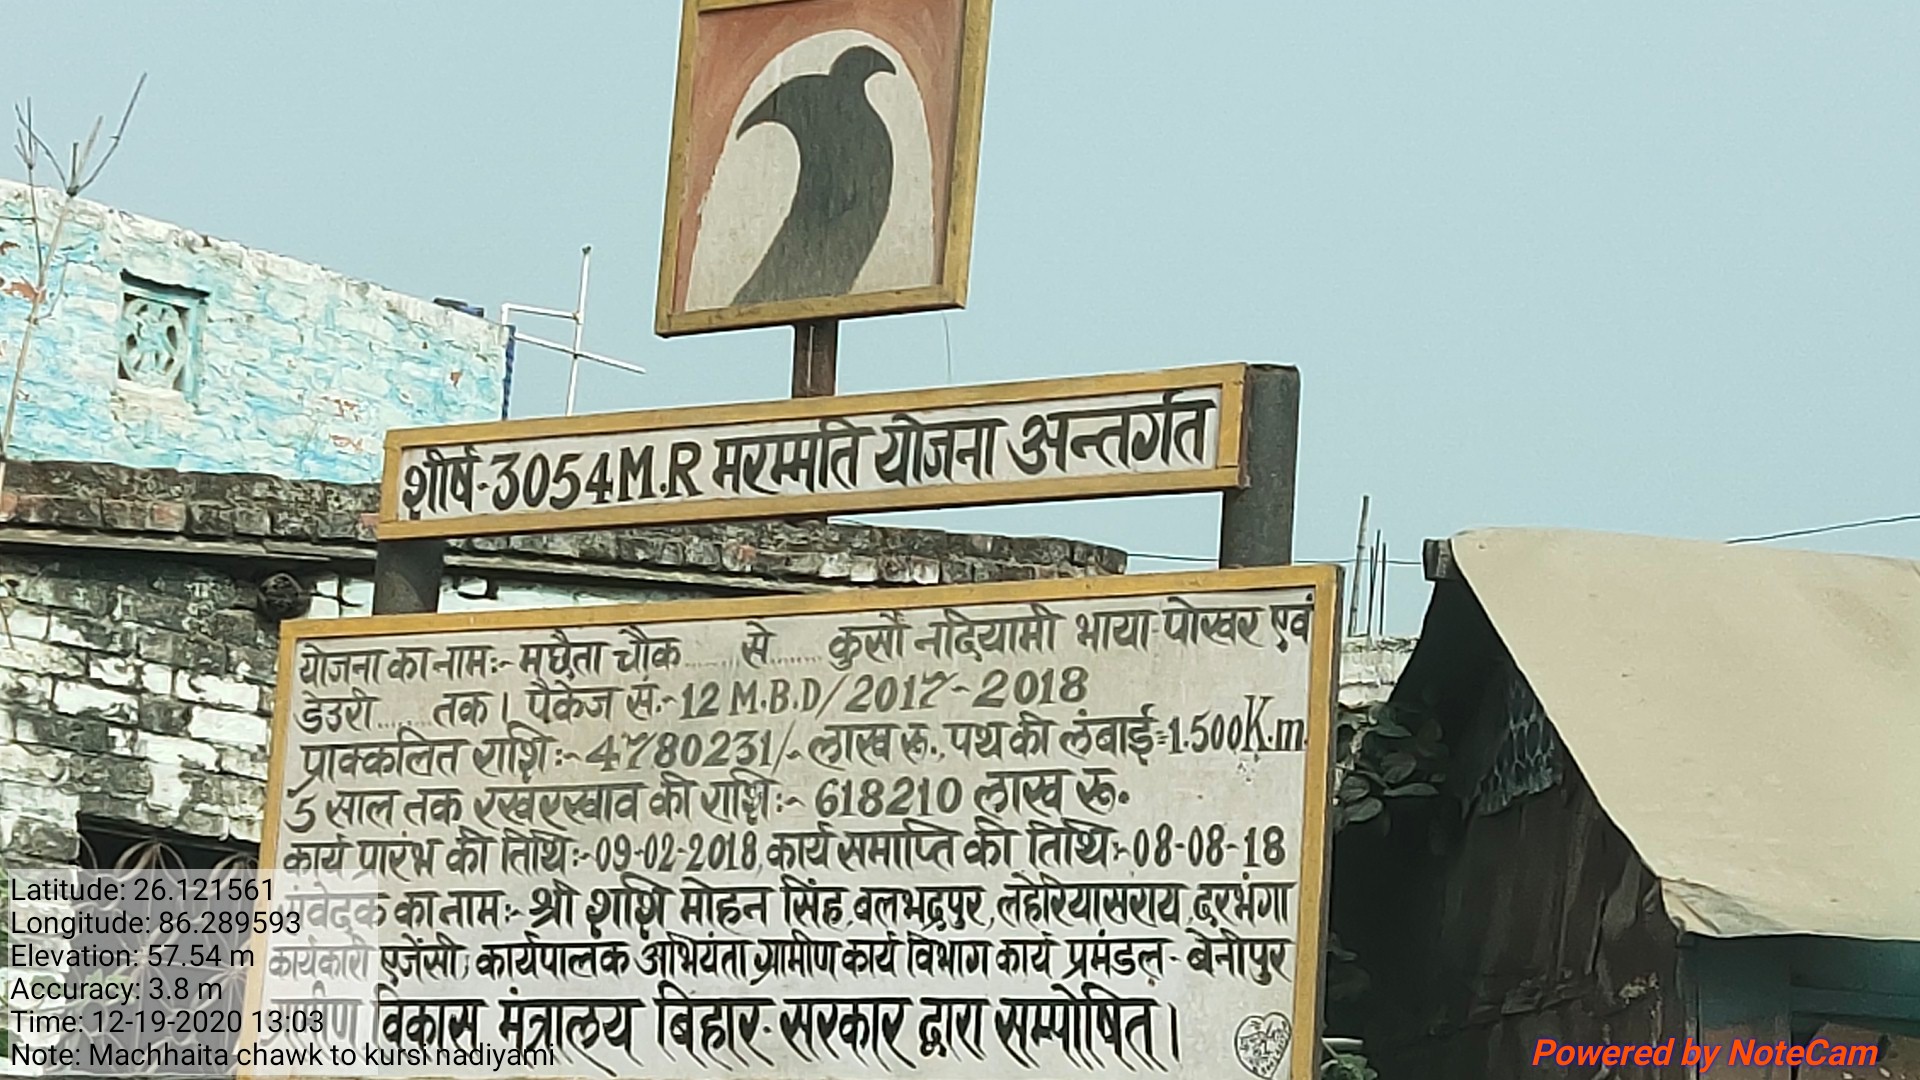 शीर्ष-3054M.R मरम्मति योजना अन्तर्गत
योजना का नाम:- मछैता चौक ...... से ...... कुर्सो नदियामी भाया पोखर एवं
डेउरी ...... तक। पैकेज सं.-12 M.B.D/2017-2018
प्राक्कलित राशि:- 4780231/- लाख रू., पथ की लंबाई=1.500K.m
5 साल तक रखरखाव की राशि:- 618210 लाख रू.
कार्य प्रारंभ की तिथि:-09-02-2018, कार्य समाप्ति की तिथि:-08-08-18
संवेदक का नाम:- श्री शशि मोहन सिंह, वलभद्रपुर, लहेरियासराय, दरभंगा
कार्यकारी एजेंसी; कार्यपालक अभियंता ग्रामीण कार्य विभाग कार्य प्रमंडल- बेनीपुर
ग्रामीण विकास मंत्रालय बिहार-सरकार द्वारा सम्पोषित।
Latitude: 26.121561
Longitude: 86.289593
Elevation: 57.54 m
Accuracy: 3.8 m
Time: 12-19-2020 13:03
Note: Machhaita chawk to kursi nadiyami
Powered by NoteCam